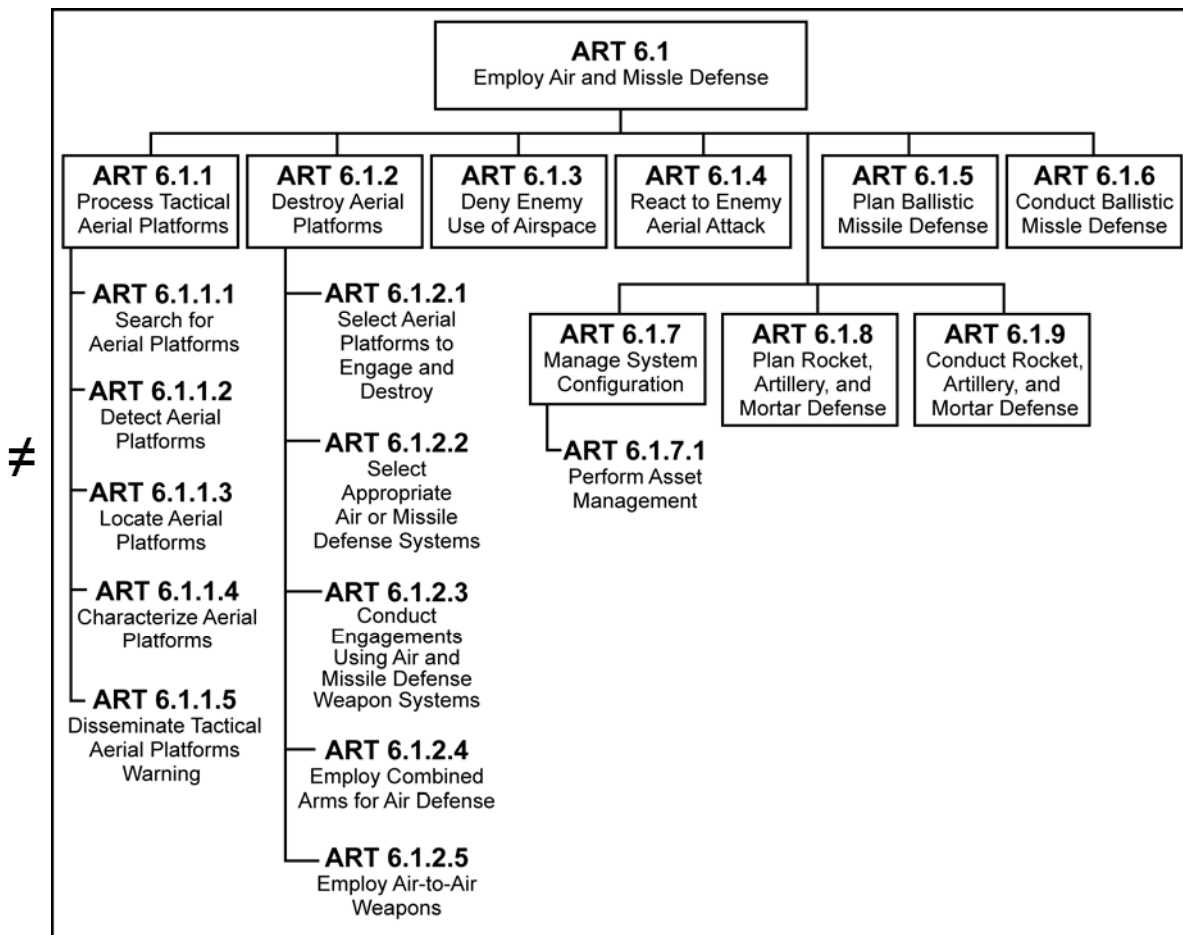 ART 6.1
Employ Air and Missle Defense
ART 6.1.1
Process Tactical
Aerial Platforms
ART 6.1.2
Destroy Aerial
Platforms
ART 6.1.3
Deny Enemy
Use of Airspace
ART 6.1.4
React to Enemy
Aerial Attack
ART 6.1.5
Plan Ballistic
Missile Defense
ART 6.1.6
Conduct Ballistic
Missle Defense
ART 6.1.1.1
Search for
Aerial Platforms
ART 6.1.1.2
Detect Aerial
Platforms
≠
ART 6.1.1.3
Locate Aerial
Platforms
ART 6.1.1.4
Characterize Aerial
Platforms
ART 6.1.1.5
Disseminate Tactical
Aerial Platforms
Warning
ART 6.1.2.1
Select Aerial
Platforms to
Engage and
Destroy
ART 6.1.2.2
Select
Appropriate
Air or Missile
Defense Systems
ART 6.1.2.3
Conduct
Engagements
Using Air and
Missile Defense
Weapon Systems
ART 6.1.2.4
Employ Combined
Arms for Air Defense
ART 6.1.2.5
Employ Air-to-Air
Weapons
ART 6.1.7
Manage System
Configuration
ART 6.1.7.1
Perform Asset
Management
ART 6.1.8
Plan Rocket,
Artillery, and
Mortar Defense
ART 6.1.9
Conduct Rocket,
Artillery, and
Mortar Defense